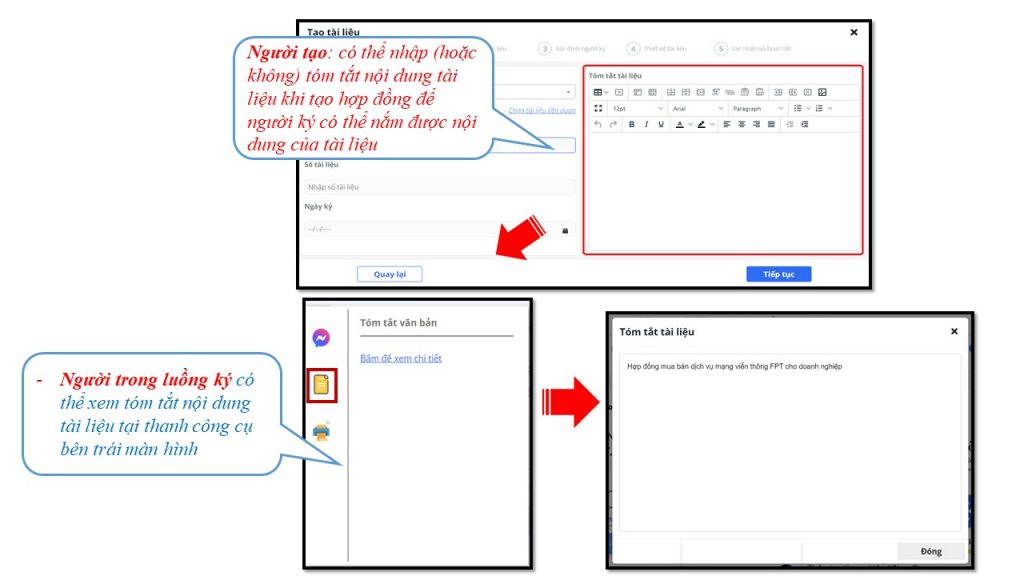 Tạo tài liệu
liệu
3 Xác định người ký
4 Thiết kế tài liệu
5 Xác nhận và hoàn tất
Người tạo: có thể nhập (hoặc
không) tóm tắt nội dung tài
liệu khi tạo hợp đồng để
người ký có thể nắm được nội
dung của tài liệu
Chọn tài liệu liên quan
Số tài liệu
Nhập số tài liệu
Ngày ký
--/--/----
Tóm tắt tài liệu
12pt Arial Paragraph
B I U A
Quay lại
Tiếp tục
- Người trong luồng ký có
thể xem tóm tắt nội dung
tài liệu tại thanh công cụ
bên trái màn hình
Tóm tắt văn bản
Bấm để xem chi tiết
Tóm tắt tài liệu
Hợp đồng mua bán dịch vụ mạng viễn thông FPT cho doanh nghiệp
Đóng